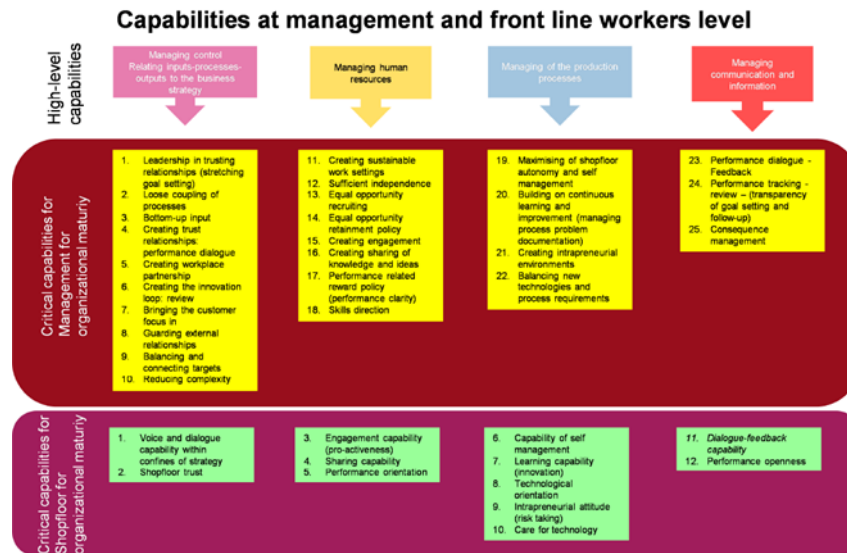 Capabilities at management and front line workers level
High-level
capabilities
Managing control
Relating inputs-processes-
outputs to the business
strategy
Managing human
resources
Managing of the production
processes
Managing
communication and
information
Critical capabilities for
Management for
organizational maturiy
1. Leadership in trusting
relationships (stretching
goal setting)
2. Loose coupling of
processes
3. Bottom-up input
4. Creating trust
relationships:
performance dialogue
5. Creating workplace
partnership
6. Creating the innovation
loop: review
7. Bringing the customer
focus in
8. Guarding external
relationships
9. Balancing and
connecting targets
10. Reducing complexity
11. Creating sustainable
work settings
12. Sufficient independence
13. Equal opportunity
recruiting
14. Equal opportunity
retainment policy
15. Creating engagement
16. Creating sharing of
knowledge and ideas
17. Performance related
reward policy
(performance clarity)
18. Skills direction
19. Maximising of shopfloor
autonomy and self
management
20. Building on continuous
learning and
improvement (managing
process problem
documentation)
21. Creating intrapreneurial
environments
22. Balancing new
technologies and
process requirements
23. Performance dialogue -
Feedback
24. Performance tracking -
review – (transparency
of goal setting and
follow-up)
25. Consequence
management
Critical capabilities for
Shopfloor for
organizational maturiy
1. Voice and dialogue
capability within
confines of strategy
2. Shopfloor trust
3. Engagement capability
(pro-activeness)
4. Sharing capability
5. Performance orientation
6. Capability of self
management
7. Learning capability
(innovation)
8. Technological
orientation
9. Intrapreneurial attitude
(risk taking)
10. Care for technology
11. Dialogue-feedback
capability
12. Performance openness